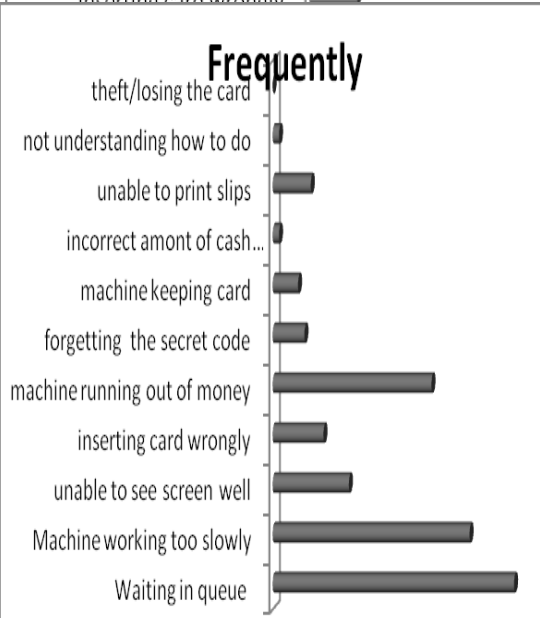 Frequently
theft/losing the card
not understanding how to do
unable to print slips
incorrect amont of cash...
machine keeping card
forgetting the secret code
machine running out of money
inserting card wrongly
unable to see screen well
Machine working too slowly
Waiting in queue